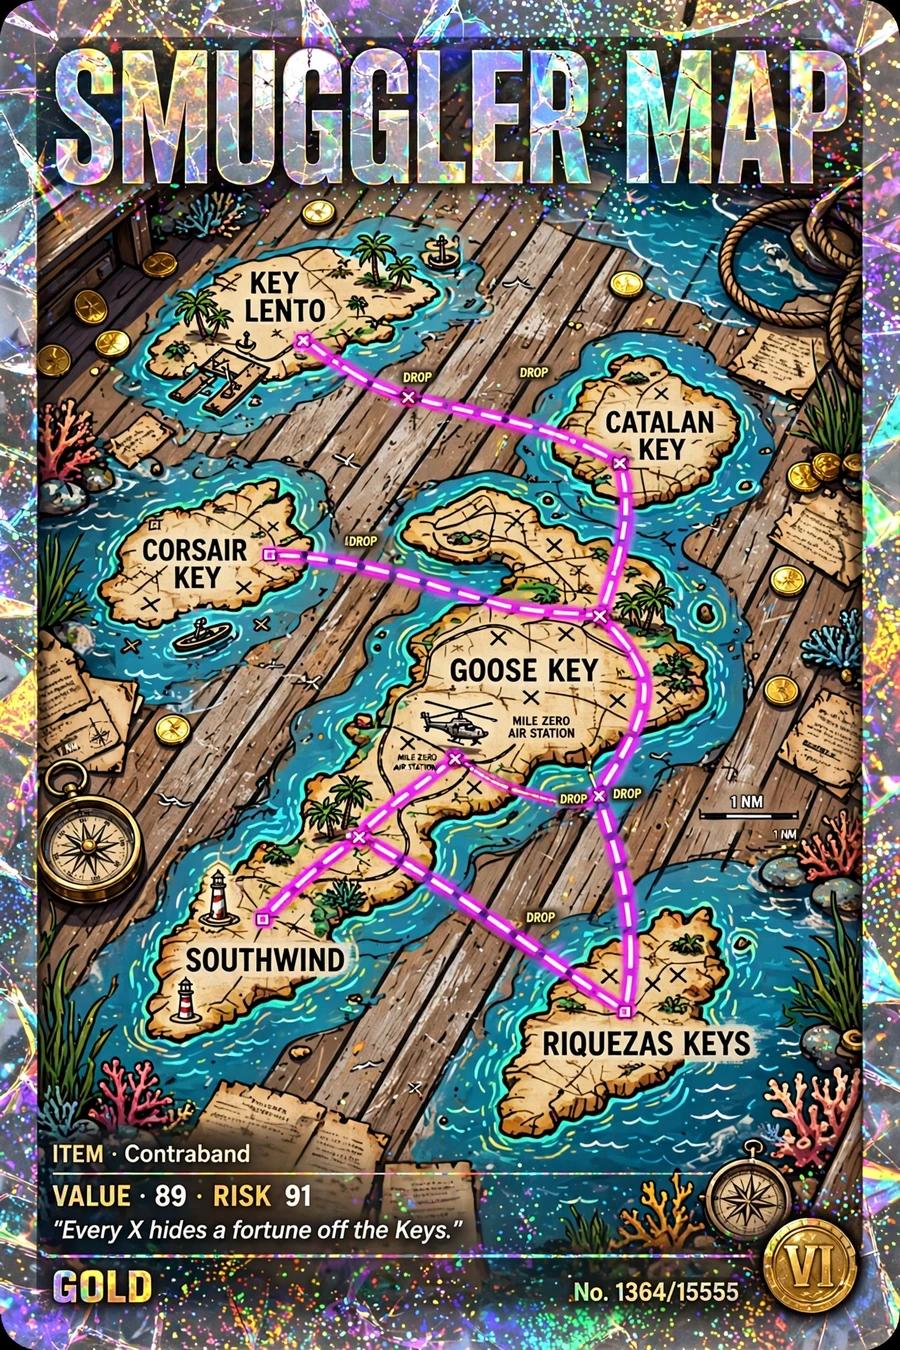 SMUGGLER MAP
KEY
LENTO
DROP
DROP
CATALAN
KEY
CORSAIR
KEY
DROP
GOOSE KEY
MILE ZERO
AIR STATION
MILE ZERO
AIR STATION
1 NM
DROP
DROP
1 NM
1 NM
DROP
SOUTHWIND
RIQUEZAS KEYS
ITEM · Contraband
VALUE · 89 · RISK 91
"Every X hides a fortune off the Keys."
GOLD
No. 1364/15555
VI